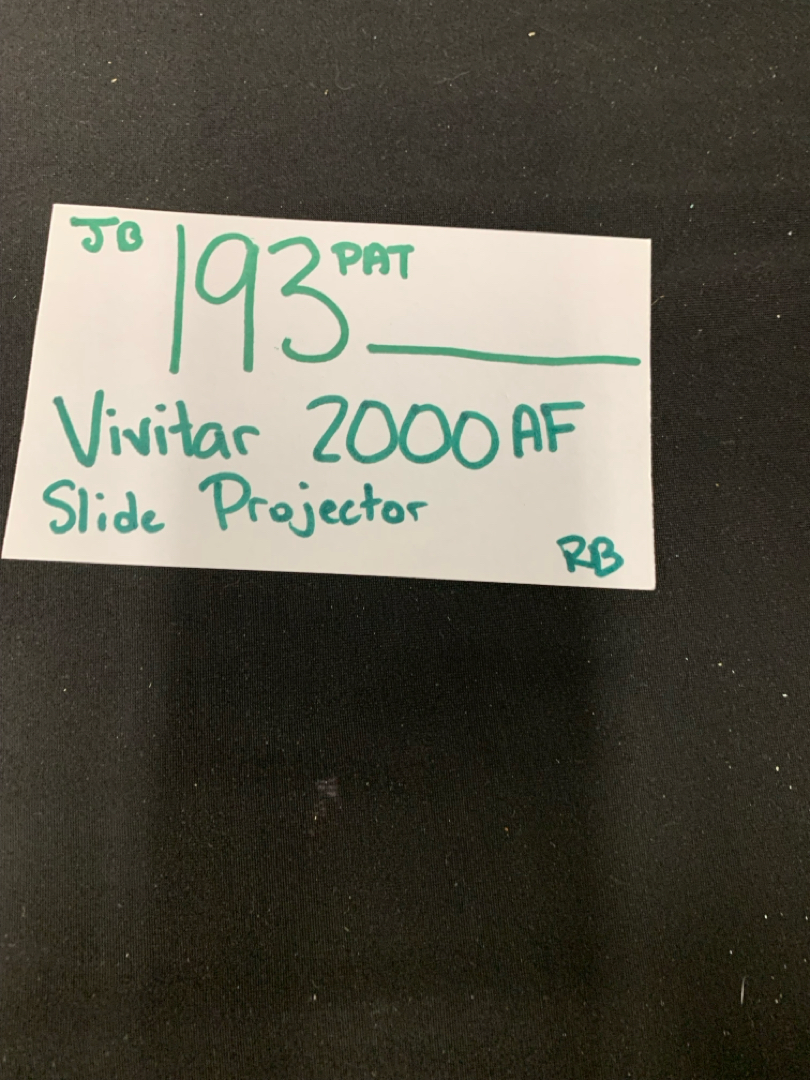 JB 193 PAT
Vivitar 2000 AF
Slide Projector
RB